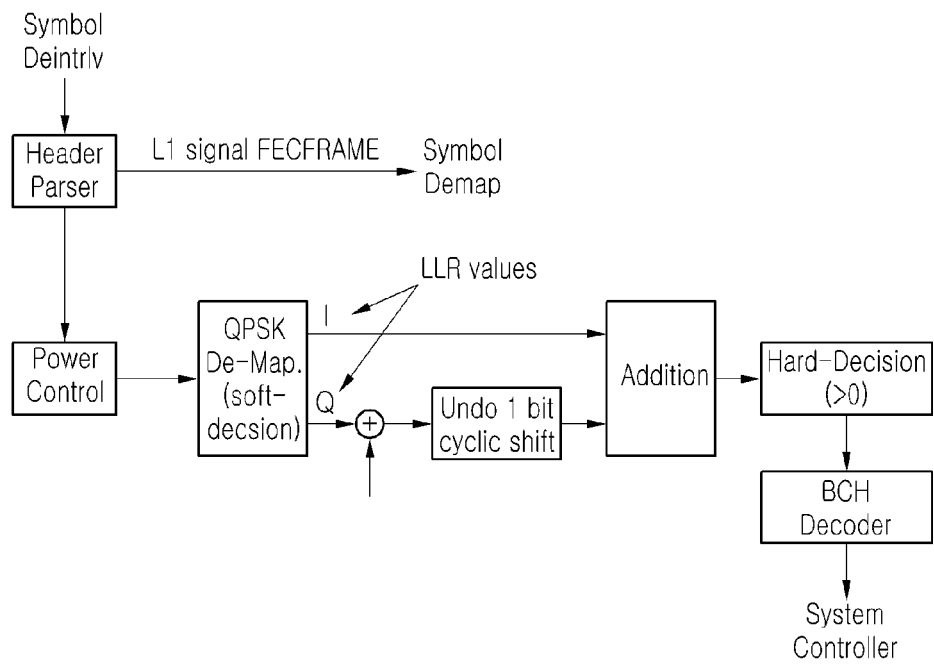 Symbol
Deintrlv
Header
Parser
L1 signal FECFRAME
Symbol
Demap
LLR values
Power
Control
QPSK
De-Map.
(soft-
decsion)
I
Q
+
Undo 1 bit
cyclic shift
Addition
Hard-Decision
(>0)
BCH
Decoder
System
Controller